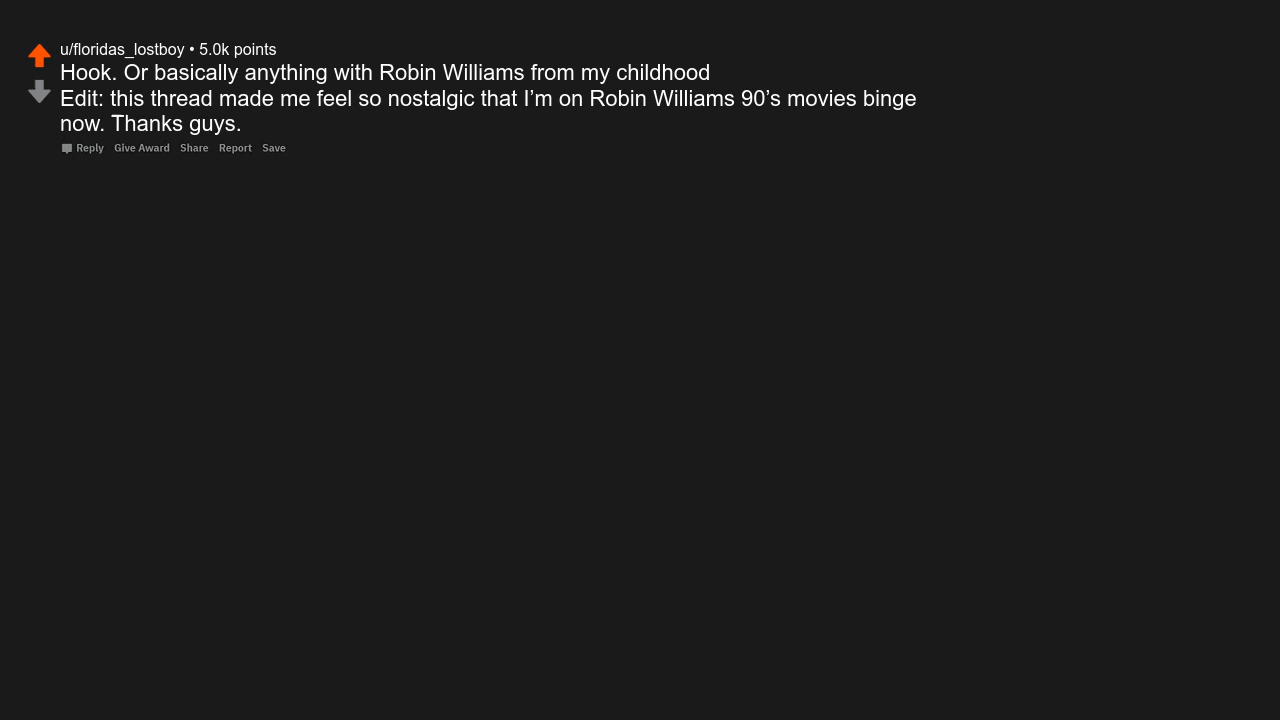 u/floridas_lostboy • 5.0k points
Hook. Or basically anything with Robin Williams from my childhood
Edit: this thread made me feel so nostalgic that I’m on Robin Williams 90’s movies binge
now. Thanks guys.
Reply Give Award Share Report Save